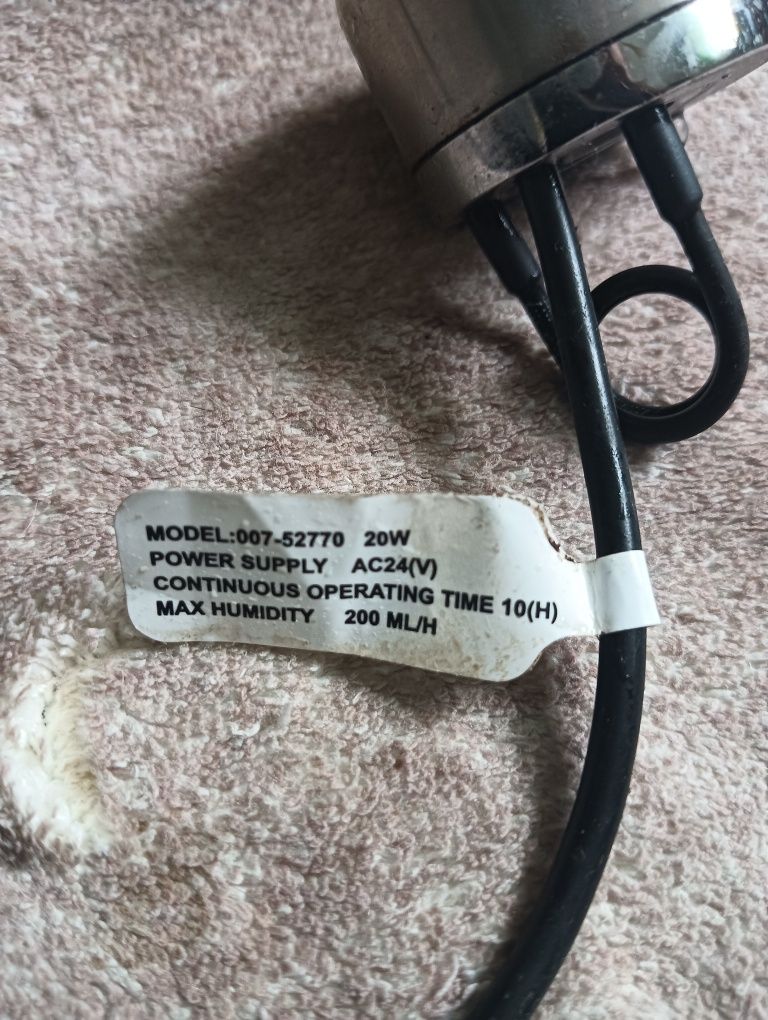 MODEL:007-52770 20W
POWER SUPPLY AC24(V)
CONTINUOUS OPERATING TIME 10(H)
MAX HUMIDITY 200 ML/H